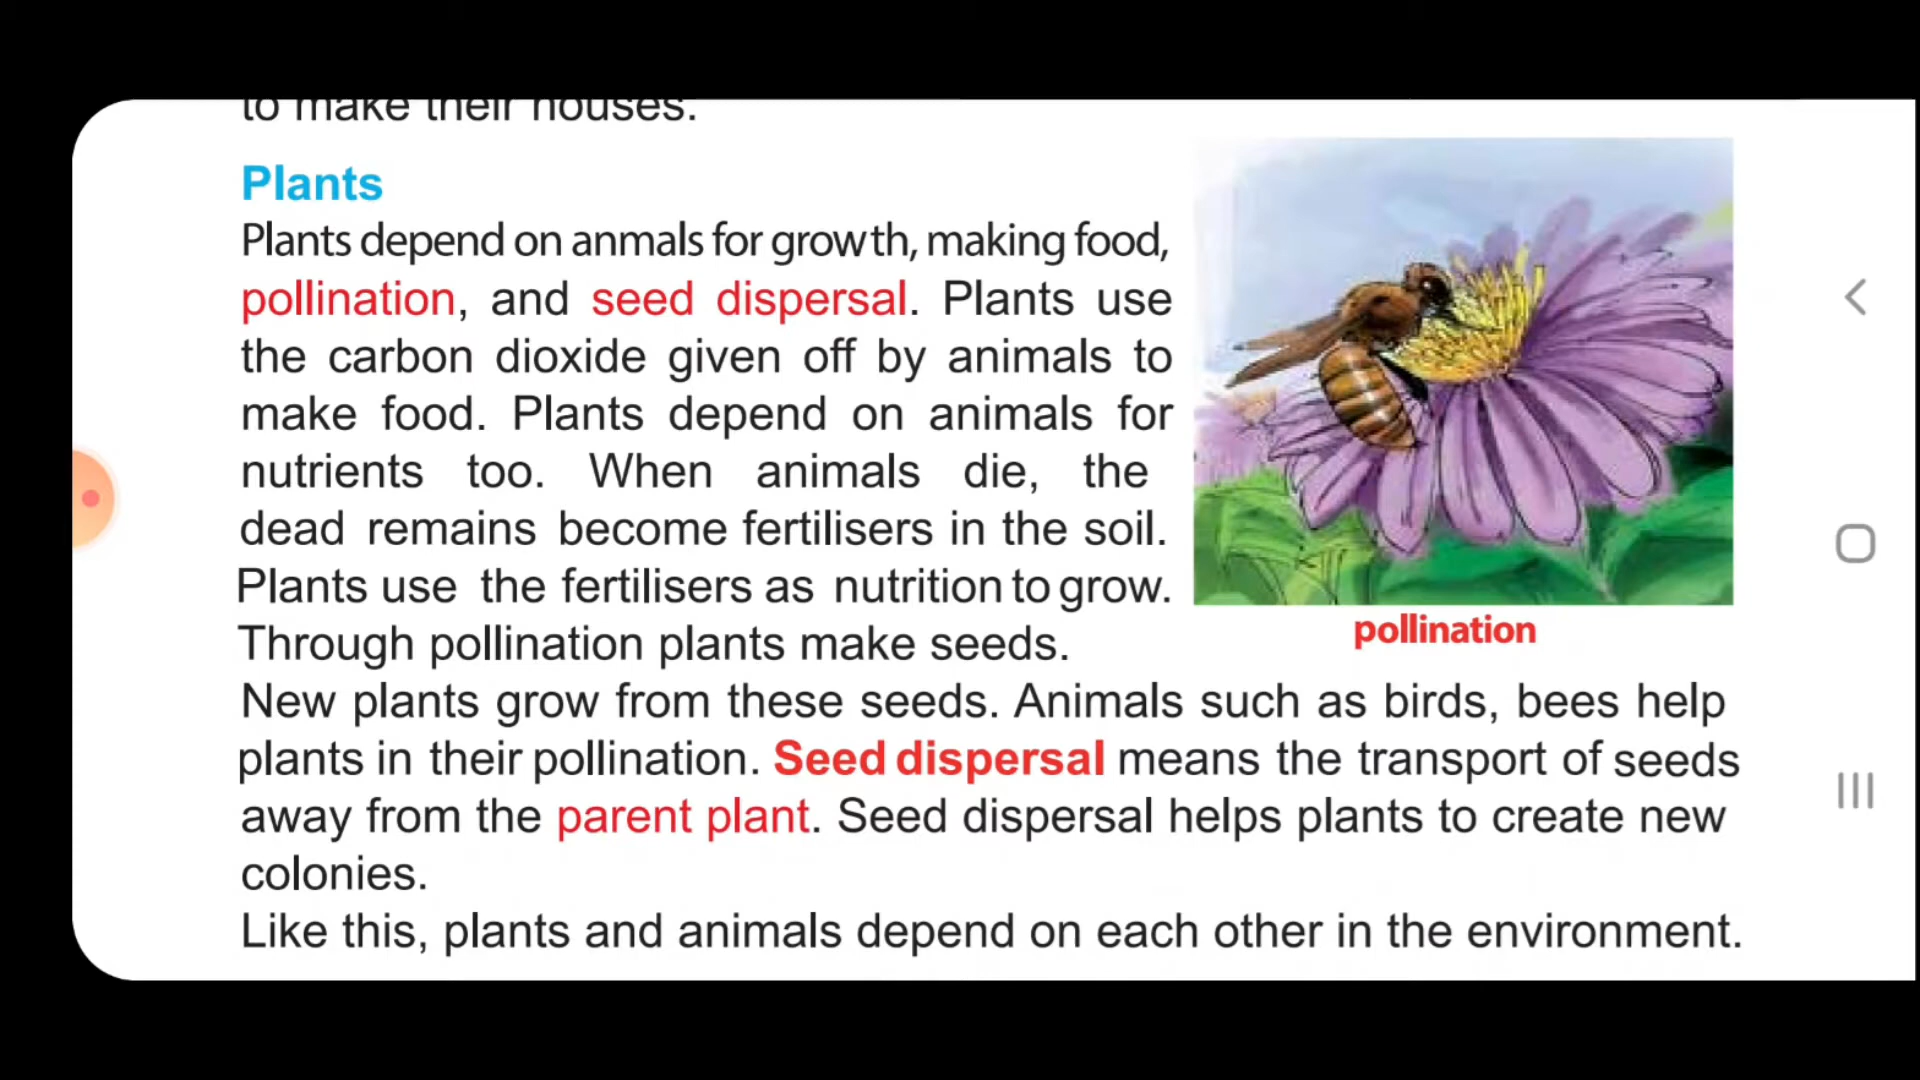 to make their houses.
Plants
Plants depend on anmals for growth, making food,
pollination, and seed dispersal. Plants use
the carbon dioxide given off by animals to
make food. Plants depend on animals for
nutrients too. When animals die, the
dead remains become fertilisers in the soil.
Plants use the fertilisers as nutrition to grow.
Through pollination plants make seeds.
pollination
New plants grow from these seeds. Animals such as birds, bees help
plants in their pollination. Seed dispersal means the transport of seeds
away from the parent plant. Seed dispersal helps plants to create new
colonies.
Like this, plants and animals depend on each other in the environment.